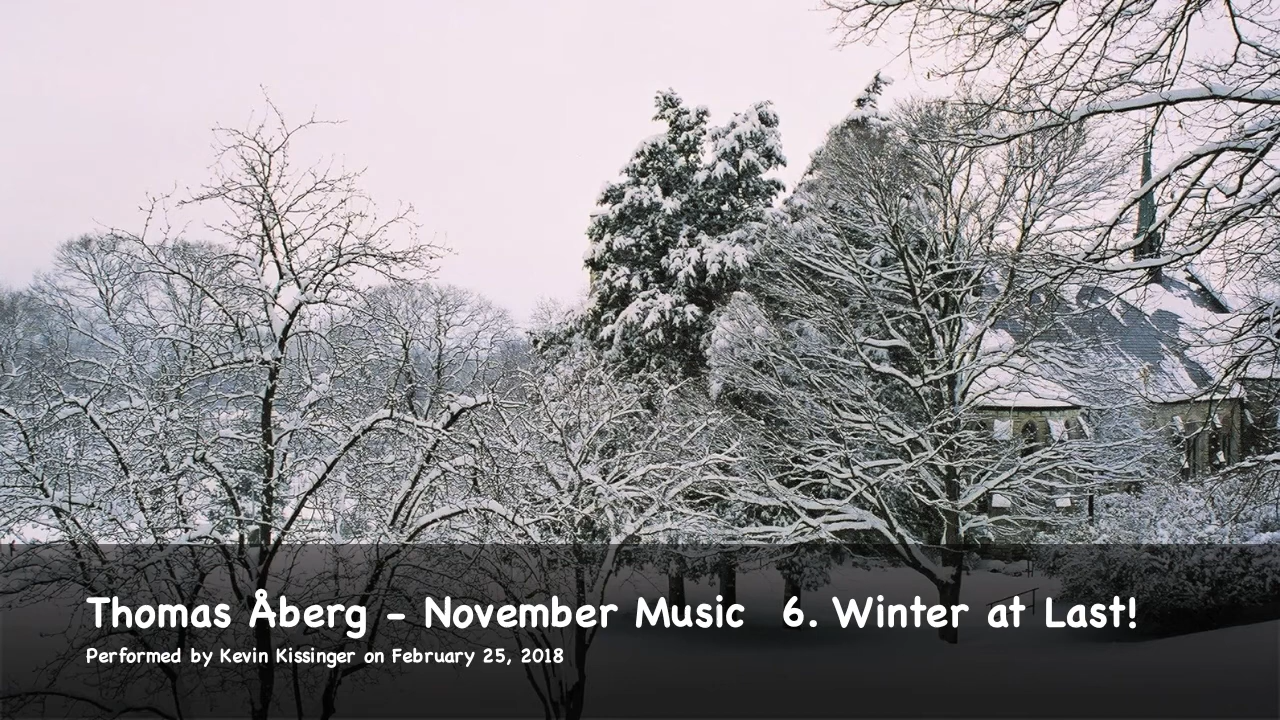 Thomas Åberg - November Music 6. Winter at Last!
Performed by Kevin Kissinger on February 25, 2018